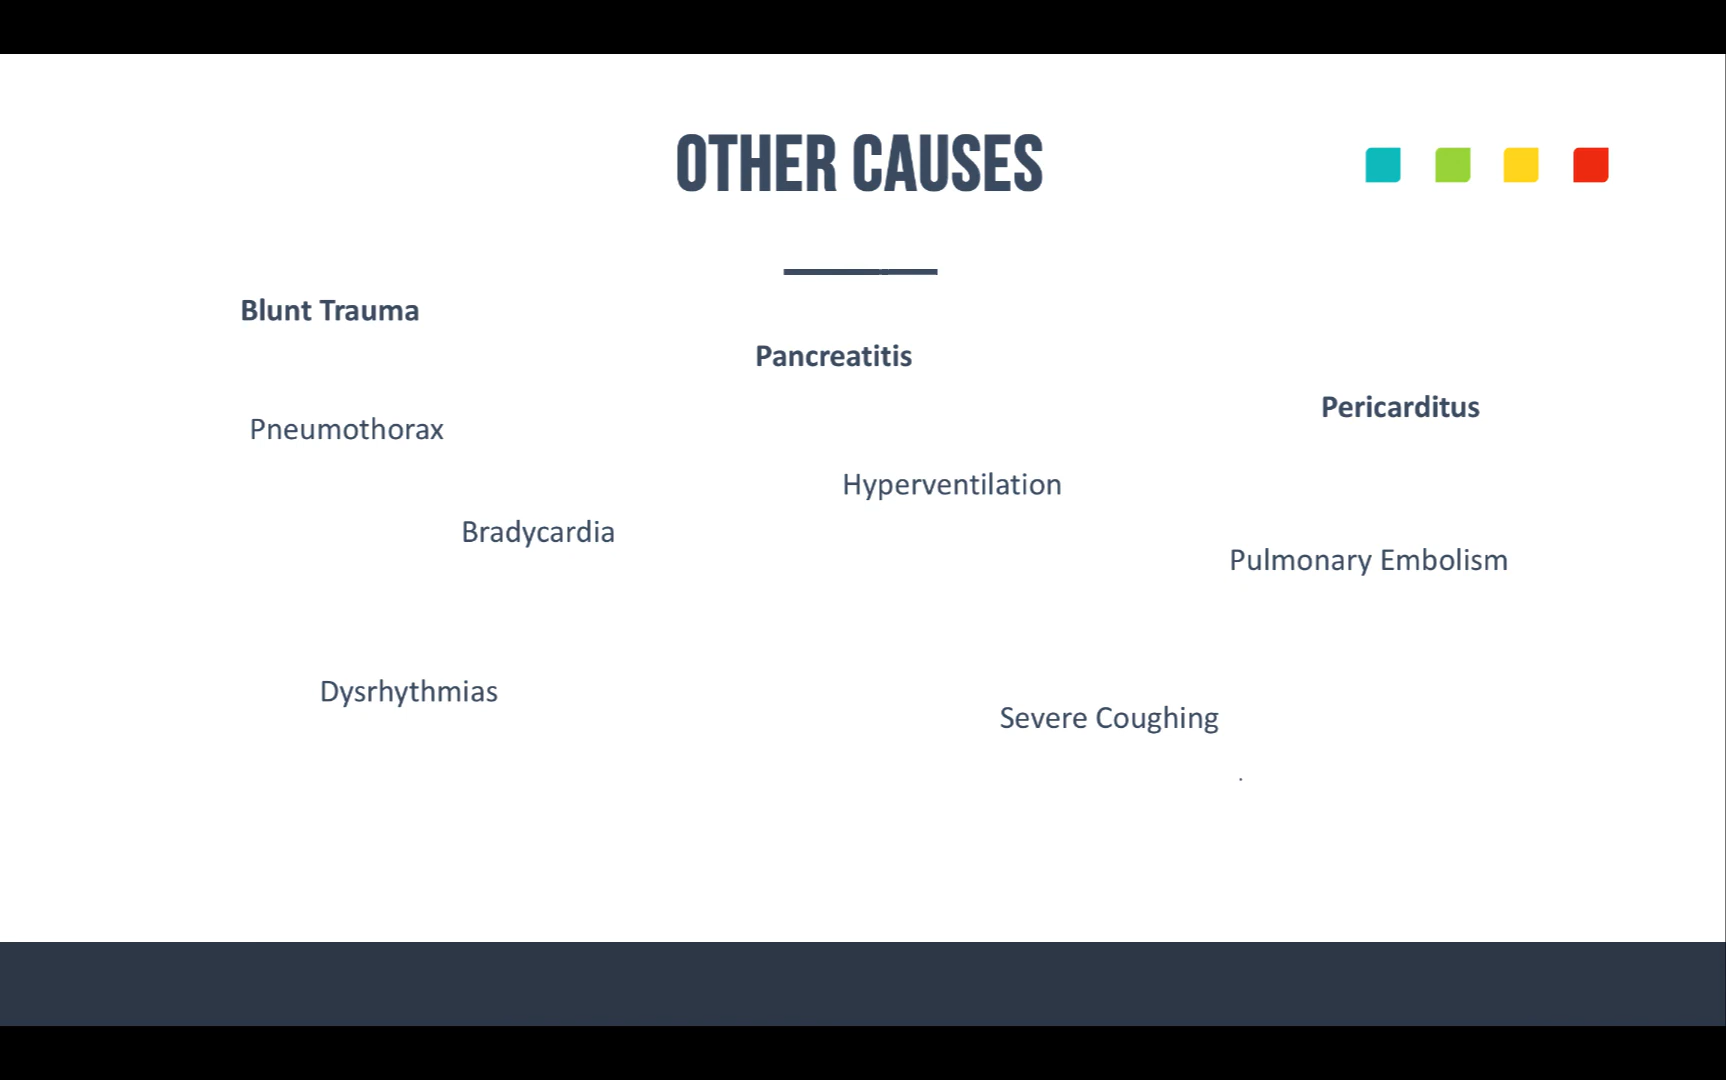 OTHER CAUSES
Blunt Trauma
Pancreatitis
Pericarditus
Pneumothorax
Hyperventilation
Bradycardia
Pulmonary Embolism
Dysrhythmias
Severe Coughing
.